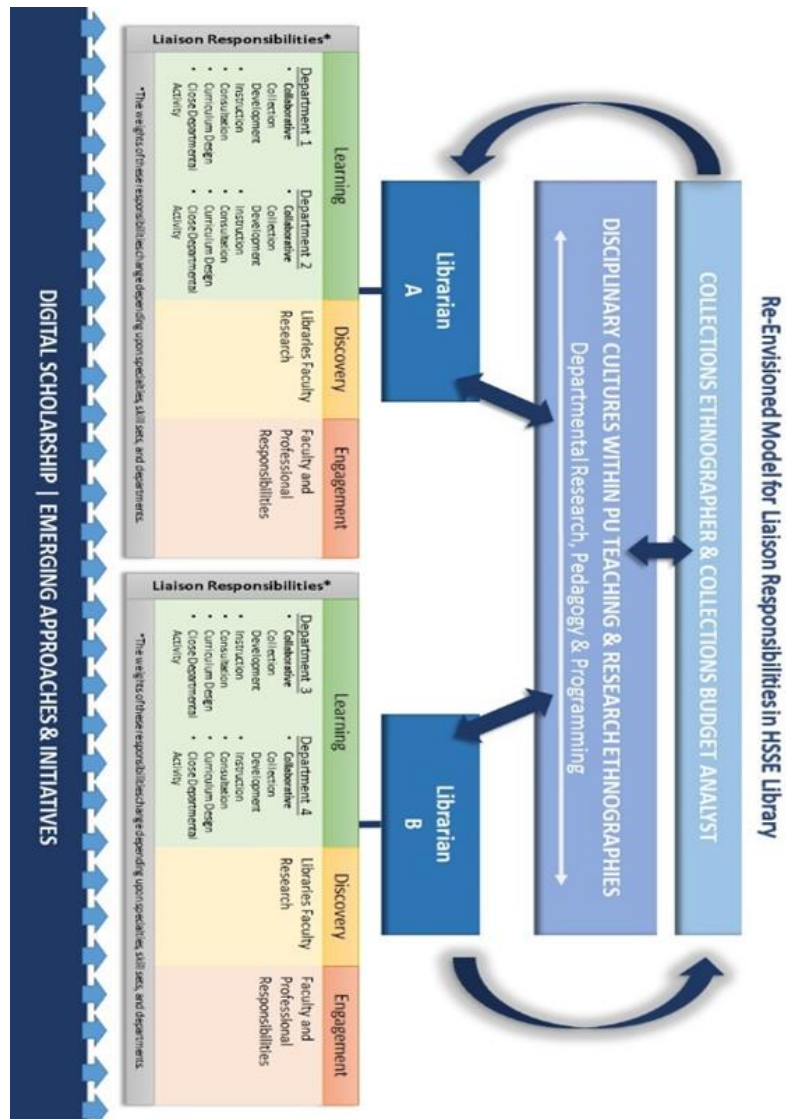 Re-Envisioned Model for Liaison Responsibilities in HSSE Library
COLLECTIONS ETHNOGRAPHER & COLLECTIONS BUDGET ANALYST
DISCIPLINARY CULTURES WITHIN PU TEACHING & RESEARCH ETHNOGRAPHIES
Departmental Research, Pedagogy & Programming
Librarian
A
Librarian
B
Liaison Responsibilities*
Learning
Department 1
• Collaborative
Collection
Development
• Instruction
• Consultation
• Curriculum Design
• Close Departmental
Activity
Department 2
• Collaborative
Collection
Development
• Instruction
• Consultation
• Curriculum Design
• Close Departmental
Activity
Discovery
Libraries Faculty
Research
Engagement
Faculty and
Professional
Responsibilities
*The weights of these responsibilities change depending upon specialties, skill sets, and departments.
Liaison Responsibilities*
Learning
Department 3
• Collaborative
Collection
Development
• Instruction
• Consultation
• Curriculum Design
• Close Departmental
Activity
Department 4
• Collaborative
Collection
Development
• Instruction
• Consultation
• Curriculum Design
• Close Departmental
Activity
Discovery
Libraries Faculty
Research
Engagement
Faculty and
Professional
Responsibilities
*The weights of these responsibilities change depending upon specialties, skill sets, and departments.
DIGITAL SCHOLARSHIP | EMERGING APPROACHES & INITIATIVES